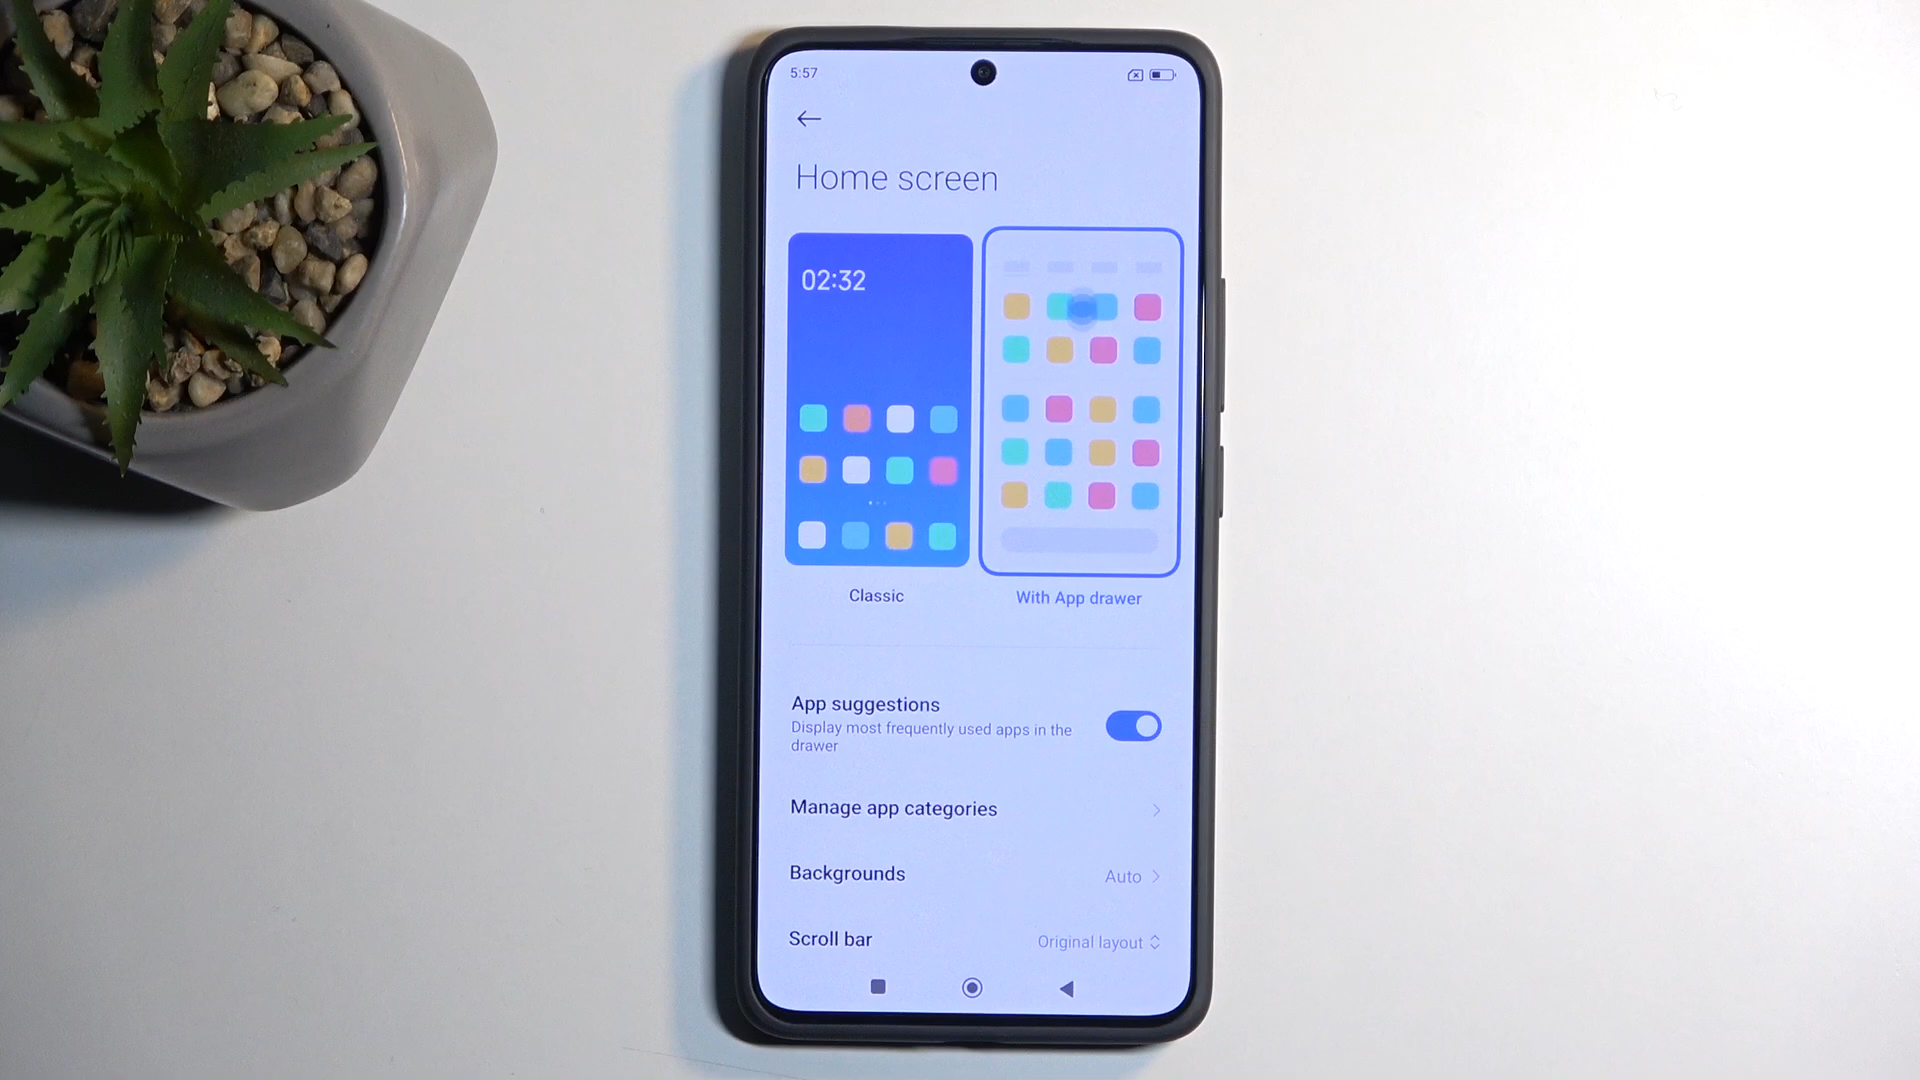 5:57
Home screen
02:32
Classic
With App drawer
App suggestions
Display most frequently used apps in the
drawer
Manage app categories
Backgrounds
Auto
Scroll bar
Original layout